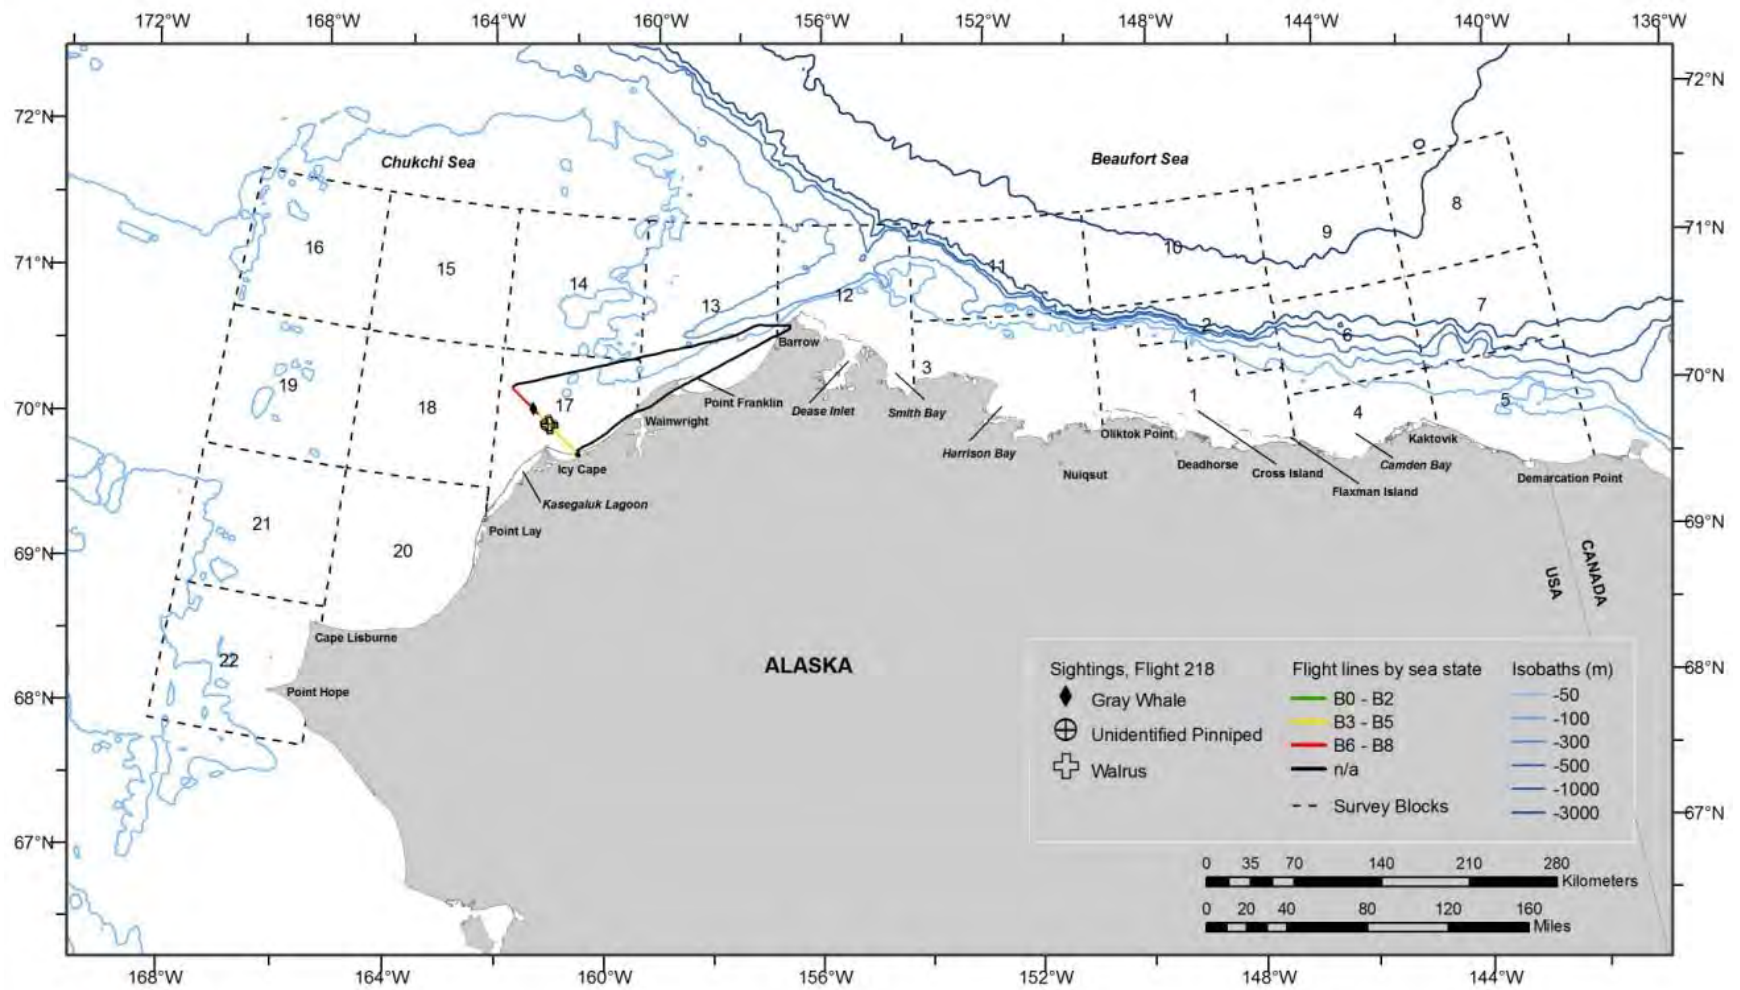 172°W 168°W 164°W 160°W 156°W 152°W 148°W 144°W 140°W 136°W
72°N 72°N
Chukchi Sea Beaufort Sea
8
9
10
71°N 71°N
16
15
14
11
13
12
7
2
6
Barrow
70°N 70°N
19
18
17
3
1
4
5
Point Franklin
Dease Inlet
Smith Bay
Wainwright
Harrison Bay
Oliktok Point
Kaktovik
Icy Cape
Nuiqsut
Deadhorse
Cross Island
Camden Bay
Flaxman Island
Demarcation Point
Kasegaluk Lagoon
Point Lay
21
20
69°N 69°N
USA
CANADA
Cape Lisburne
22
ALASKA
Point Hope
68°N 68°N
Sightings, Flight 218
Gray Whale
Unidentified Pinniped
Walrus
Flight lines by sea state
B0 - B2
B3 - B5
B6 - B8
n/a
Survey Blocks
Isobaths (m)
-50
-100
-300
-500
-1000
-3000
67°N 67°N
0 35 70 140 210 280
Kilometers
0 20 40 80 120 160
Miles
168°W 164°W 160°W 156°W 152°W 148°W 144°W